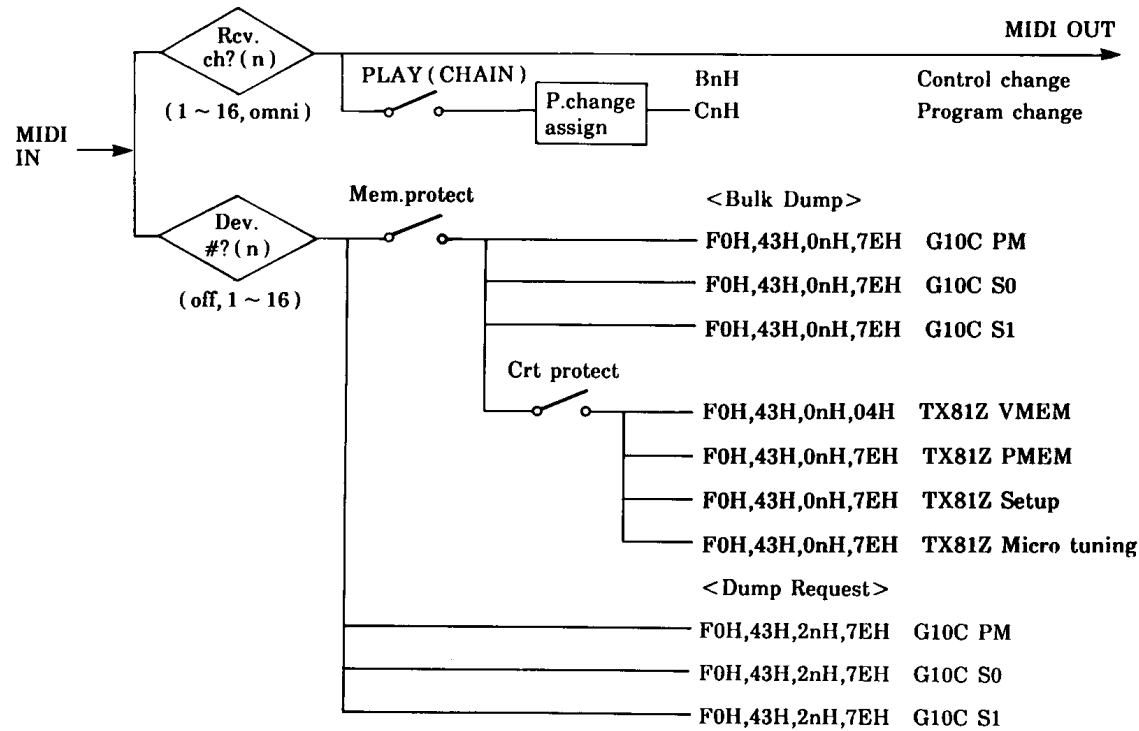 MIDI OUT
Rcv.
ch? (n)
(1 ~ 16, omni)
PLAY (CHAIN)
P.change
assign
BnH Control change
CnH Program change
MIDI
IN
Dev.
#? (n)
(off, 1 ~ 16)
Mem.protect
<Bulk Dump>
F0H,43H,0nH,7EH G10C PM
F0H,43H,0nH,7EH G10C S0
F0H,43H,0nH,7EH G10C S1
Crt protect
F0H,43H,0nH,04H TX81Z VMEM
F0H,43H,0nH,7EH TX81Z PMEM
F0H,43H,0nH,7EH TX81Z Setup
F0H,43H,0nH,7EH TX81Z Micro tuning
<Dump Request>
F0H,43H,2nH,7EH G10C PM
F0H,43H,2nH,7EH G10C S0
F0H,43H,2nH,7EH G10C S1